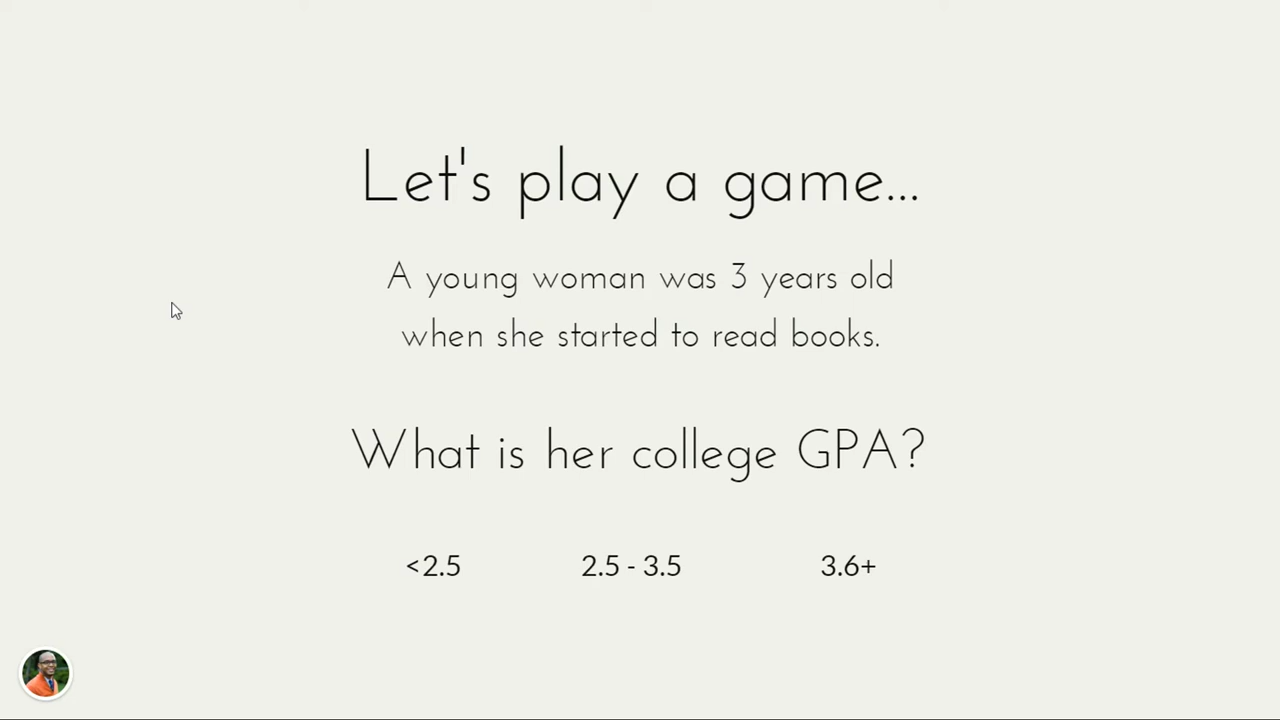 Let's play a game...
A young woman was 3 years old
when she started to read books.
What is her college GPA?
<2.5 2.5 - 3.5 3.6+